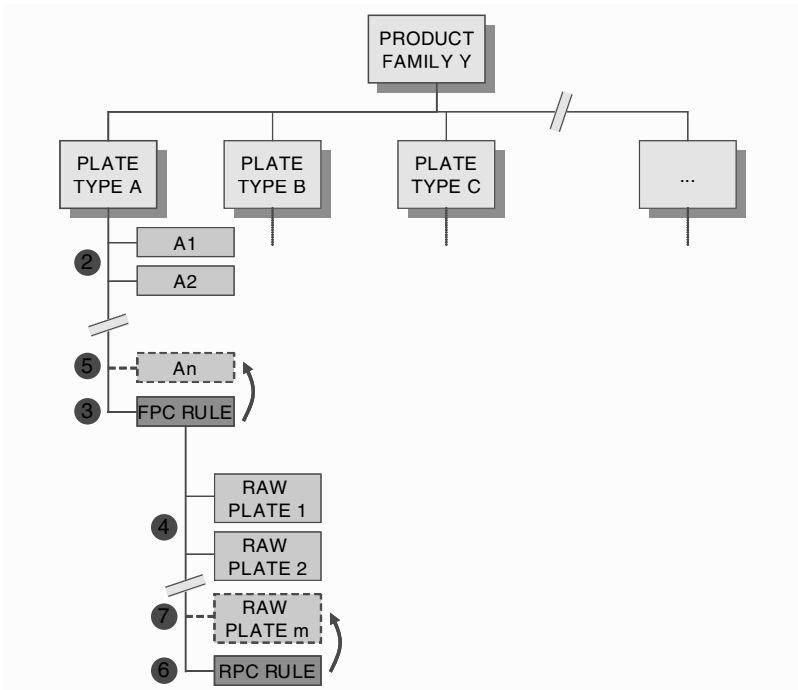 PRODUCT
FAMILY Y
PLATE
TYPE A
PLATE
TYPE B
PLATE
TYPE C
...
A1
2
A2
5
An
3
FPC RULE
RAW
PLATE 1
4
RAW
PLATE 2
7
RAW
PLATE m
6
RPC RULE